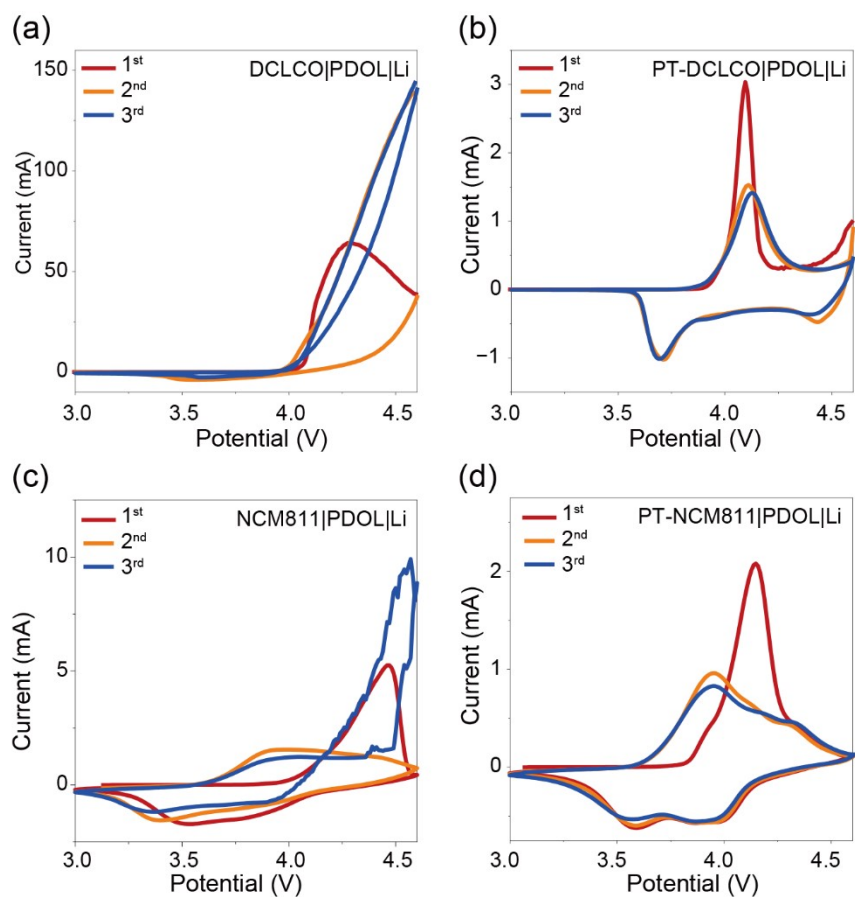 (a)
DCLCO|PDOL|Li
1st
2nd
3rd
150
100
50
0
Current (mA)
3.0 3.5 4.0 4.5
Potential (V)
(b)
PT-DCLCO|PDOL|Li
1st
2nd
3rd
3
2
1
0
−1
Current (mA)
3.0 3.5 4.0 4.5
Potential (V)
(c)
NCM811|PDOL|Li
1st
2nd
3rd
10
5
0
Current (mA)
3.0 3.5 4.0 4.5
Potential (V)
(d)
PT-NCM811|PDOL|Li
1st
2nd
3rd
2
1
0
Current (mA)
3.0 3.5 4.0 4.5
Potential (V)